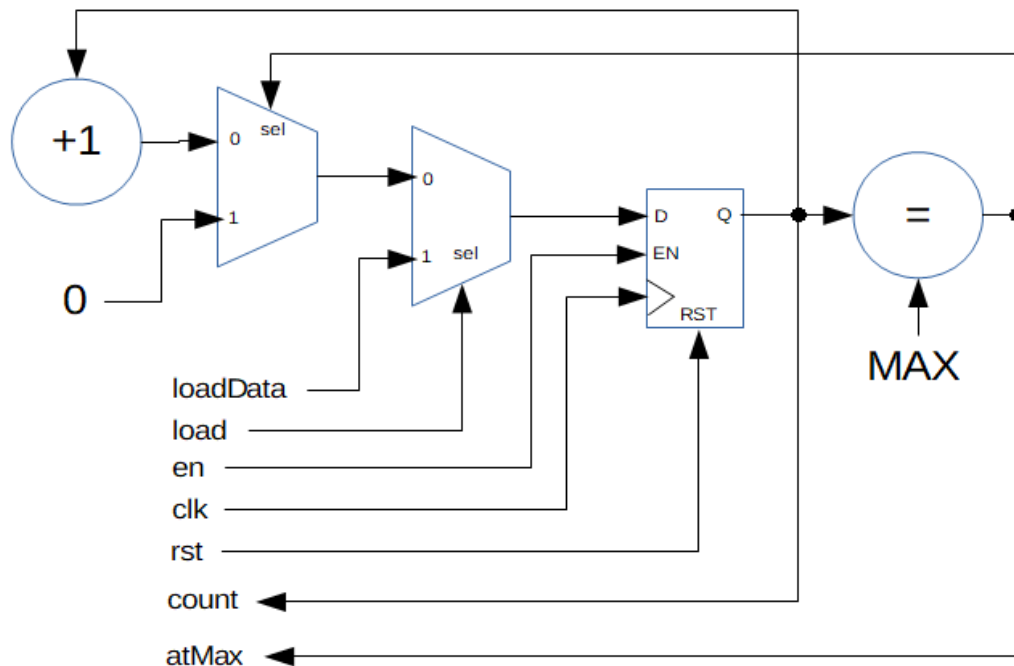 +1
0
sel
1
0
0
1
sel
D
Q
EN
RST
=
MAX
loadData
load
en
clk
rst
count
atMax